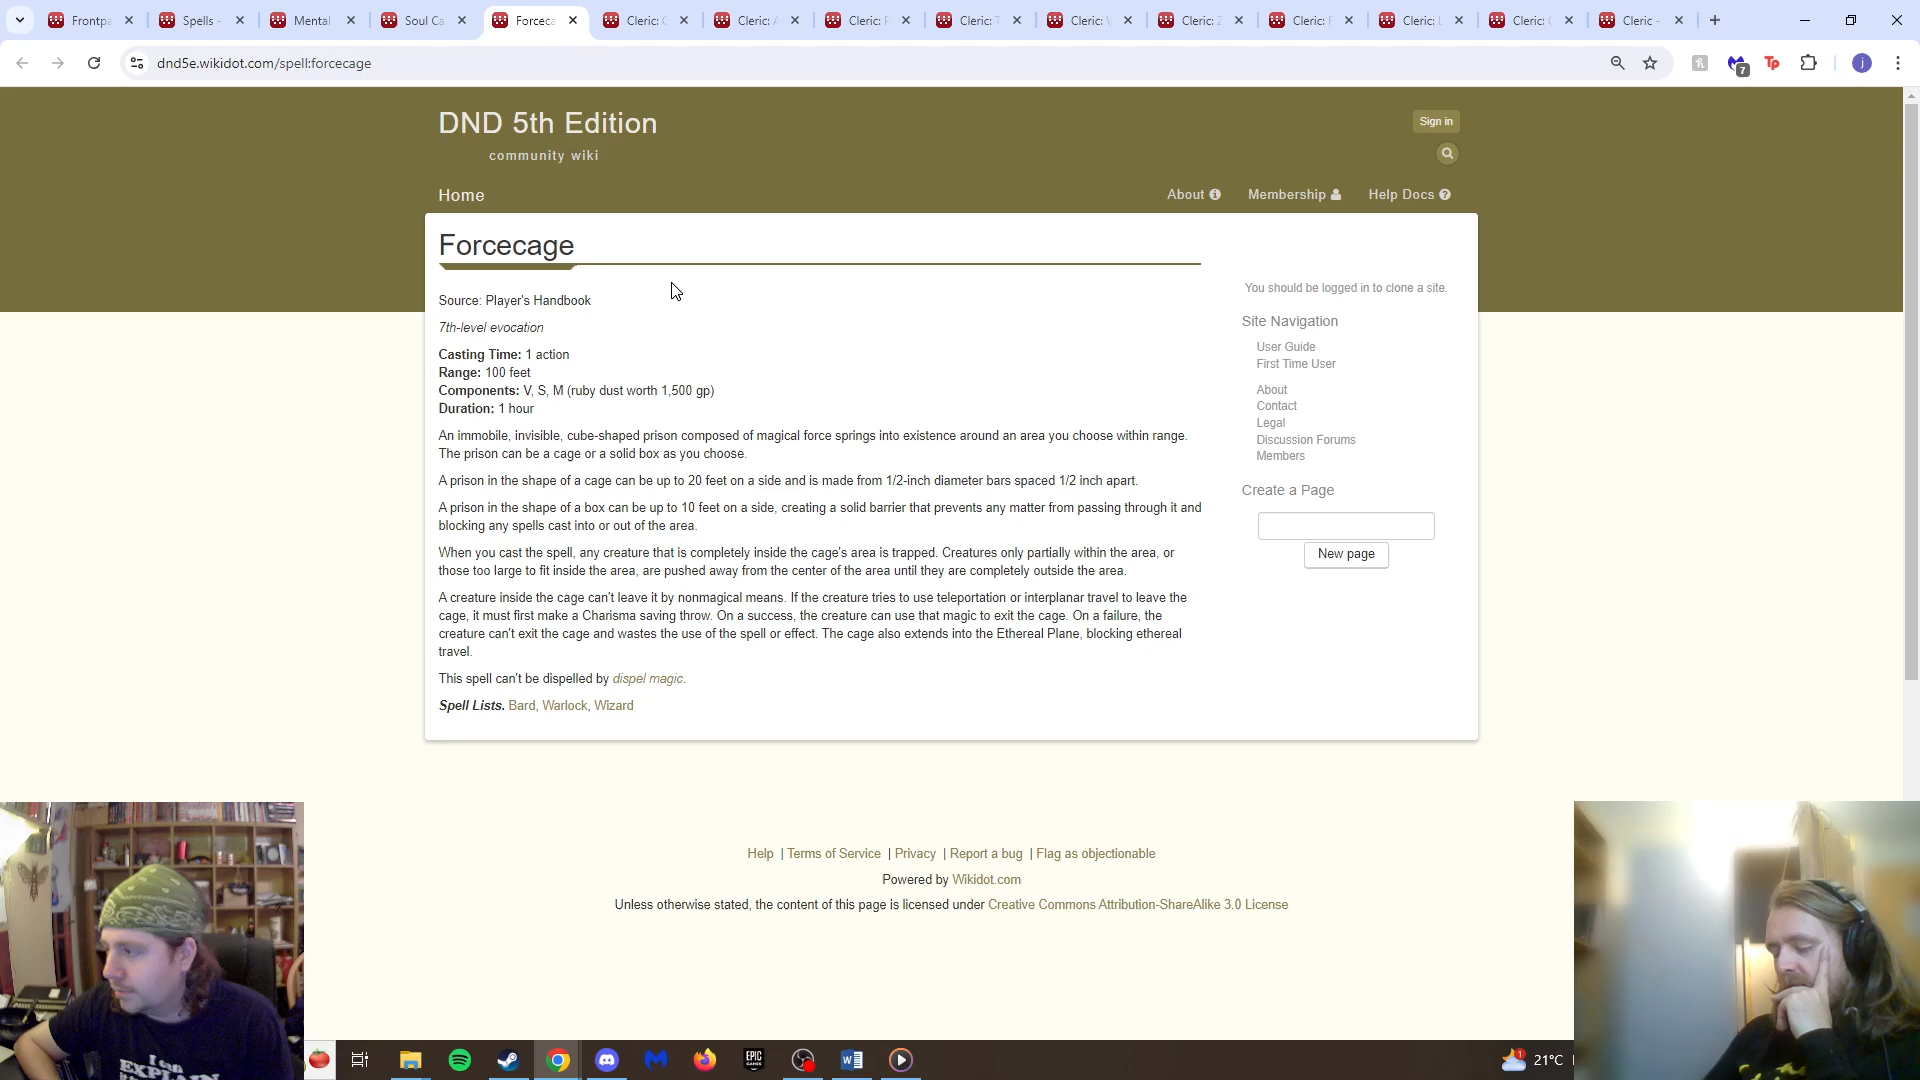 Frontpa
Spells -
Mental
Soul Ca
Forceca
Cleric:
Cleric:
Cleric:
Cleric:
Cleric:
Cleric:
Cleric:
Cleric:
Cleric:
Cleric -
dnd5e.wikidot.com/spell:forcecage
7
Tp
j
DND 5th Edition
Sign in
community wiki
Home
About
Membership
Help Docs
Forcecage
You should be logged in to clone a site.
Source: Player's Handbook
7th-level evocation
Casting Time: 1 action
Range: 100 feet
Components: V, S, M (ruby dust worth 1,500 gp)
Duration: 1 hour
An immobile, invisible, cube-shaped prison composed of magical force springs into existence around an area you choose within range.
The prison can be a cage or a solid box as you choose.
A prison in the shape of a cage can be up to 20 feet on a side and is made from 1/2-inch diameter bars spaced 1/2 inch apart.
A prison in the shape of a box can be up to 10 feet on a side, creating a solid barrier that prevents any matter from passing through it and
blocking any spells cast into or out of the area.
When you cast the spell, any creature that is completely inside the cage's area is trapped. Creatures only partially within the area, or
those too large to fit inside the area, are pushed away from the center of the area until they are completely outside the area.
A creature inside the cage can't leave it by nonmagical means. If the creature tries to use teleportation or interplanar travel to leave the
cage, it must first make a Charisma saving throw. On a success, the creature can use that magic to exit the cage. On a failure, the
creature can't exit the cage and wastes the use of the spell or effect. The cage also extends into the Ethereal Plane, blocking ethereal
travel.
This spell can't be dispelled by dispel magic.
Spell Lists. Bard, Warlock, Wizard
Site Navigation
User Guide
First Time User
About
Contact
Legal
Discussion Forums
Members
Create a Page
New page
Help | Terms of Service | Privacy | Report a bug | Flag as objectionable
Powered by Wikidot.com
Unless otherwise stated, the content of this page is licensed under Creative Commons Attribution-ShareAlike 3.0 License
I can
EXPLAIN
EPIC
GAMES
1
21°C